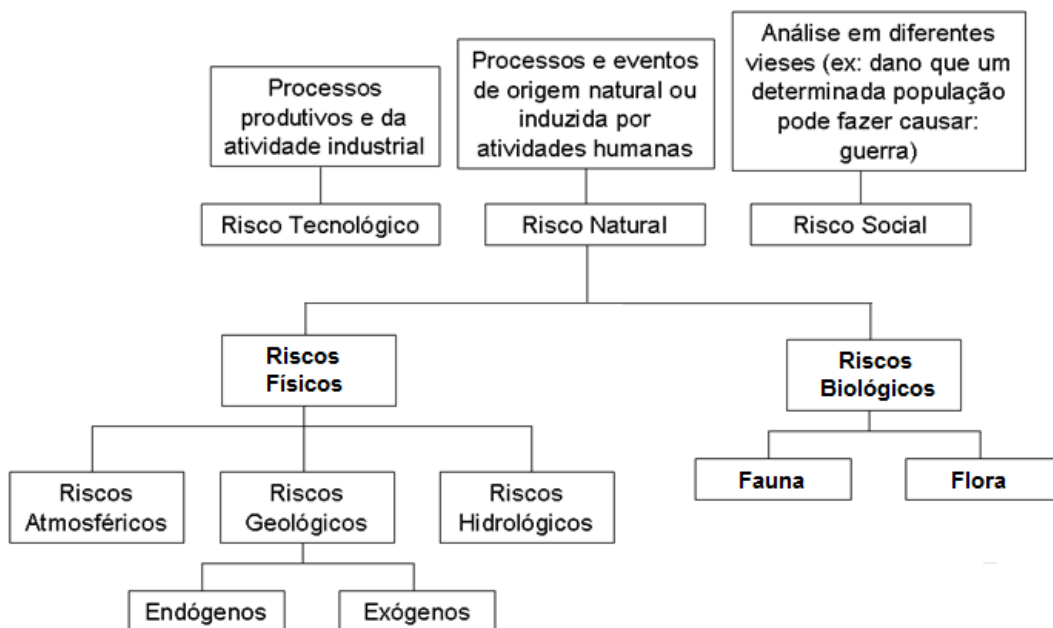 Processos
produtivos e da
atividade industrial
Processos e eventos
de origem natural ou
induzida por
atividades humanas
Análise em diferentes
vieses (ex: dano que um
determinada população
pode fazer causar:
guerra)
Risco Tecnológico
Risco Natural
Risco Social
Riscos
Físicos
Riscos
Biológicos
Riscos
Atmosféricos
Riscos
Geológicos
Riscos
Hidrológicos
Fauna
Flora
Endógenos
Exógenos